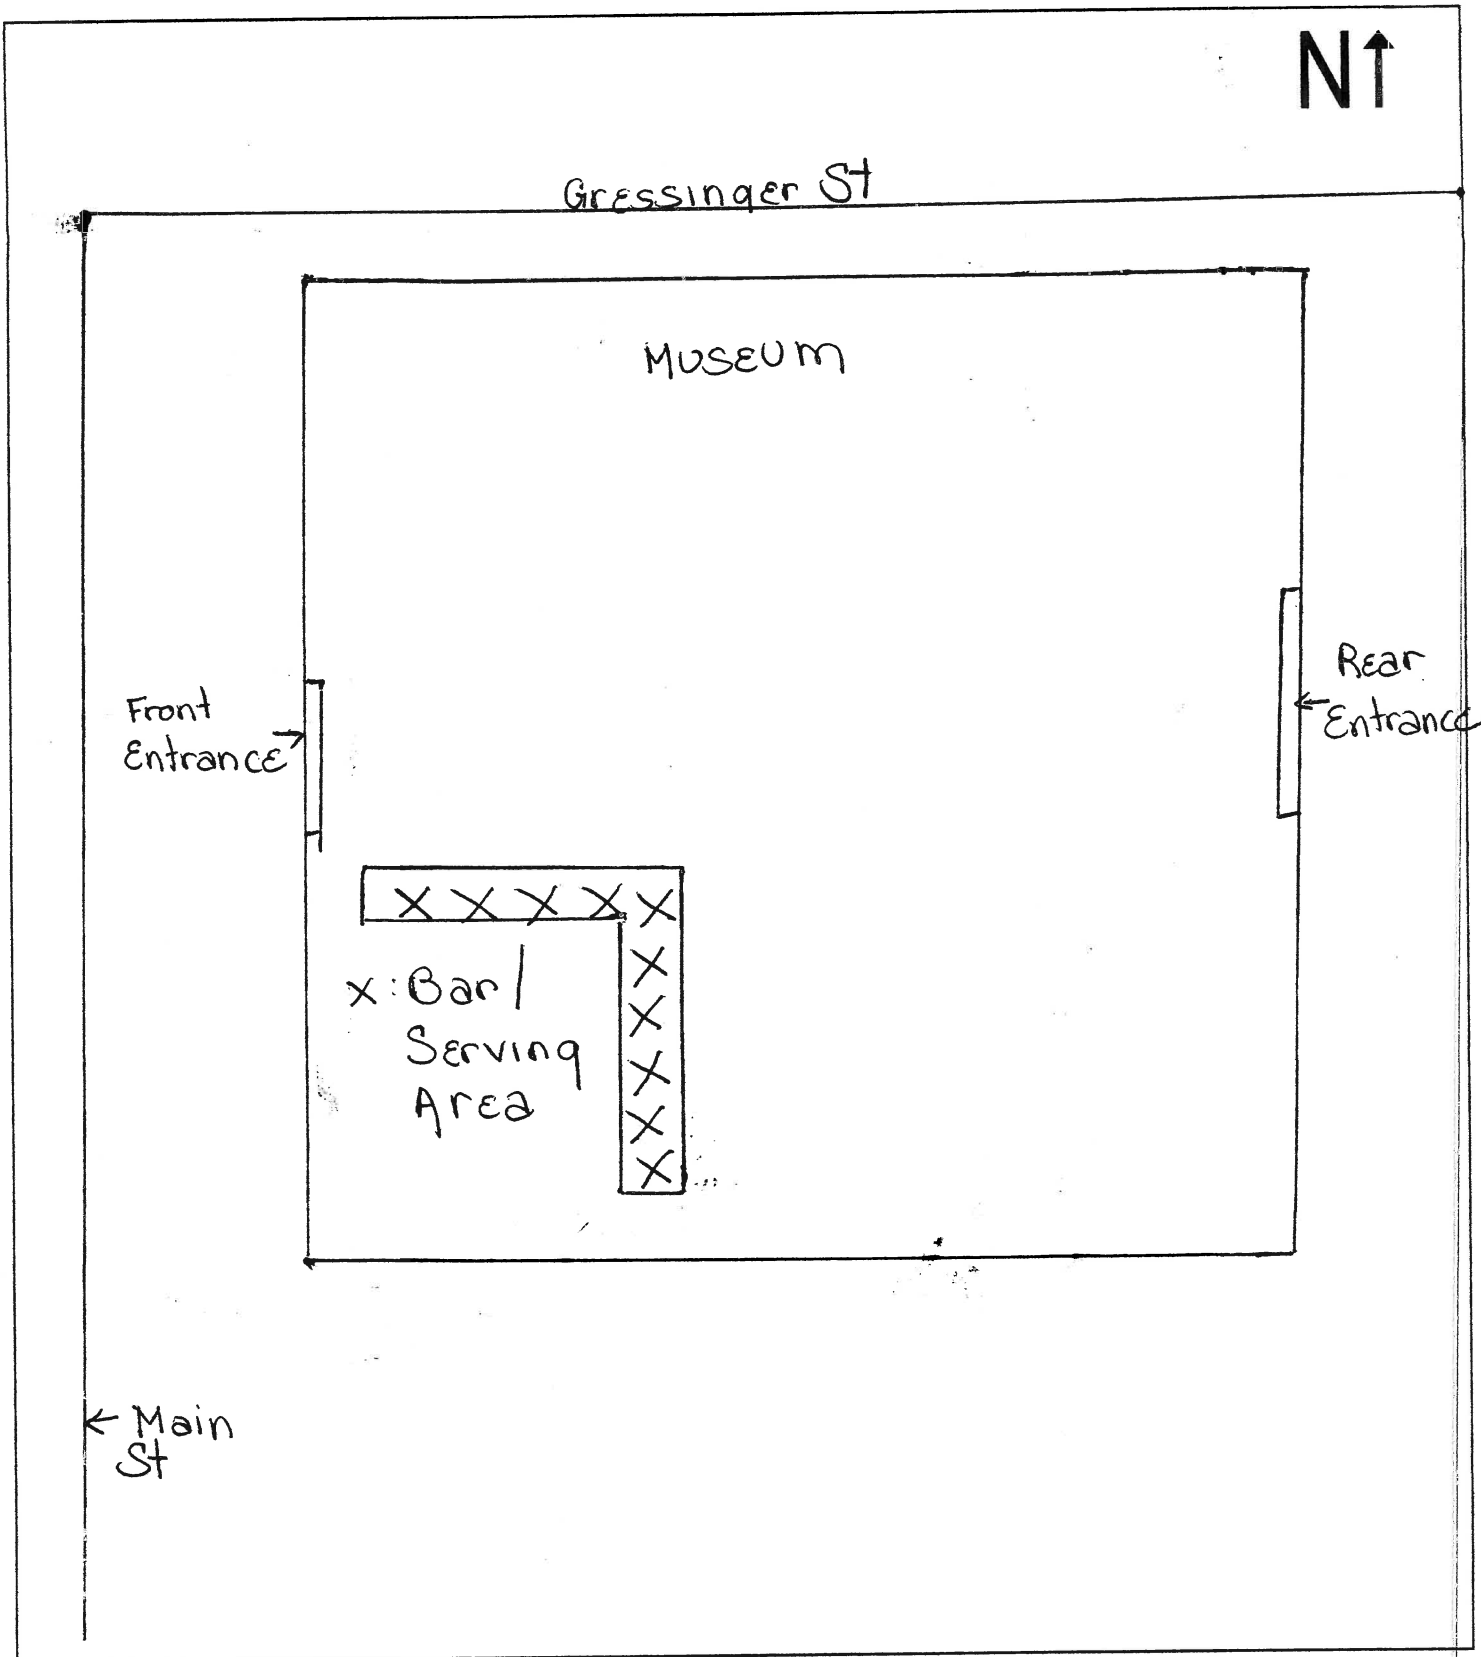 N↑
Gressinger St
MUSEUM
Rear
Entrance
Front
Entrance
X X X X X
X
X
X
X
X
x: Bar/
Serving
Area
← Main
St